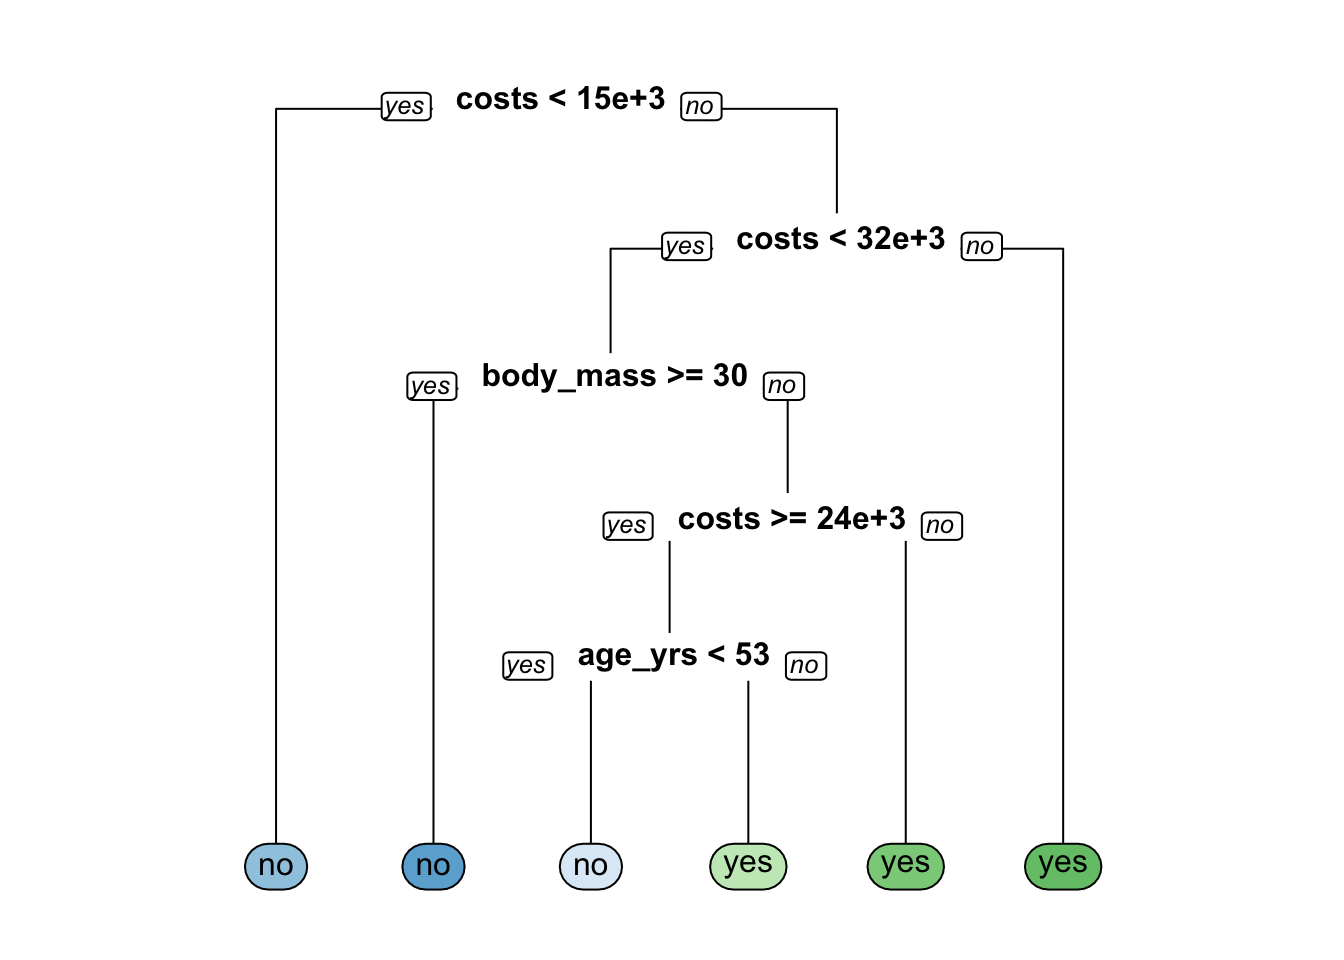 yes costs < 15e+3 no
yes costs < 32e+3 no
yes body_mass >= 30 no
yes costs >= 24e+3 no
yes age_yrs < 53 no
no no no yes yes yes